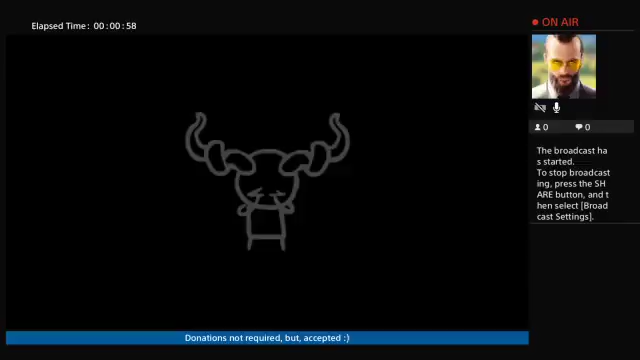 Elapsed Time: 00:00:58
ON AIR
0 0
The broadcast ha
s started.
To stop broadcast
ing, press the SH
ARE button, and t
hen select [Broad
cast Settings].
Donations not required, but, accepted :)